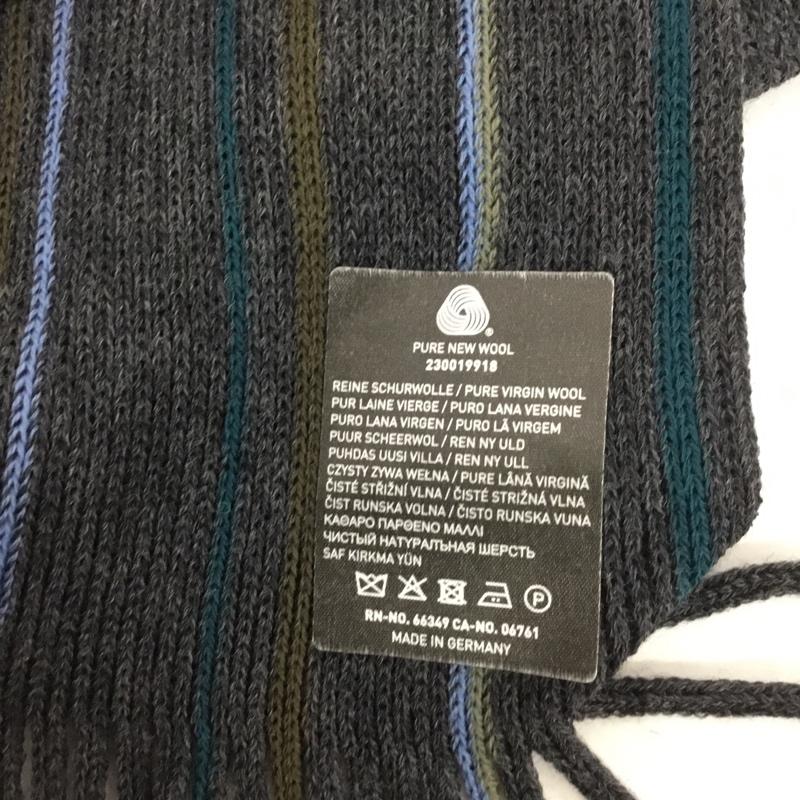 ®
PURE NEW WOOL
230019918
REINE SCHURWOLLE / PURE VIRGIN WOOL
PUR LAINE VIERGE / PURO LANA VERGINE
PURO LANA VIRGEN / PURO LÃ VIRGEM
PUUR SCHEERWOL / REN NY ULD
PUHDAS UUSI VILLA / REN NY ULL
CZYSTY ZYWA WEŁNA / PURE LÂNĂ VIRGINĂ
ČISTÉ STŘIŽNÍ VLNA / ČISTÉ STRIŽNÁ VLNA
ČIST RUNSKA VOLNA / ČISTO RUNSKA VUNA
ΚΑΘΑΡΟ ΠΑΡΘΕΝΟ ΜΑΛΛΙ
ЧИСТЫЙ НАТУРАТЛЬНАЯ ШЕРСТЬ
SAF KIRKMA YÜN
P
RN-NO. 66349 CA-NO. 06761
MADE IN GERMANY